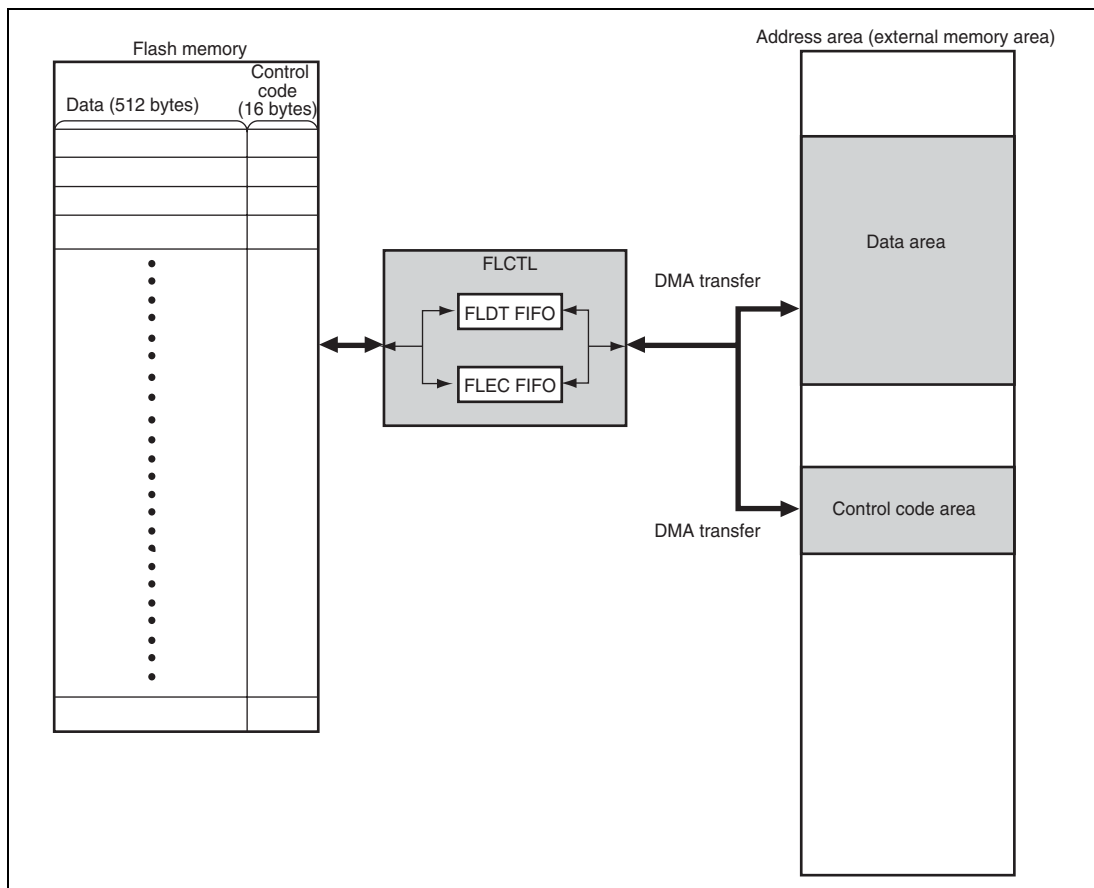 Flash memory
Data (512 bytes)
Control
code
(16 bytes)
FLCTL
FLDT FIFO
FLEC FIFO
DMA transfer
DMA transfer
Address area (external memory area)
Data area
Control code area